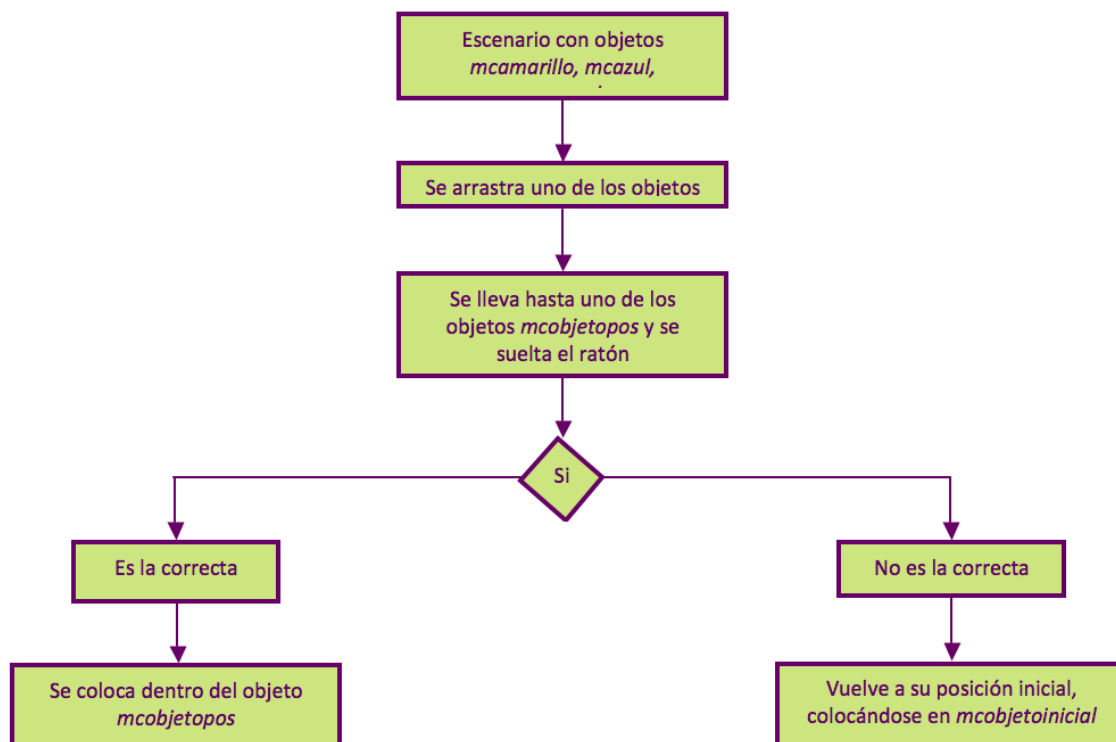 Escenario con objetos
mcamarillo, mcazul,
Se arrastra uno de los objetos
Se lleva hasta uno de los
objetos mcobjetopos y se
suelta el ratón
Si
Es la correcta
No es la correcta
Se coloca dentro del objeto
mcobjetopos
Vuelve a su posición inicial,
colocándose en mcobjetoinicial